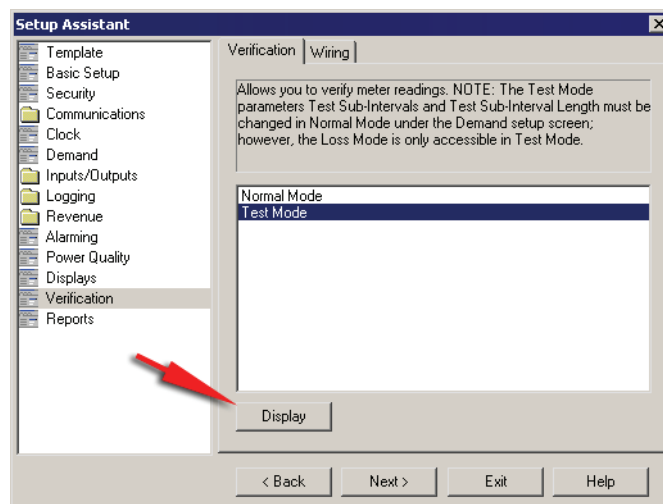 Setup Assistant
Template
Basic Setup
Security
Communications
Clock
Demand
Inputs/Outputs
Logging
Revenue
Alarming
Power Quality
Displays
Verification
Reports
Verification
Wiring
Allows you to verify meter readings. NOTE: The Test Mode
parameters Test Sub-Intervals and Test Sub-Interval Length must be
changed in Normal Mode under the Demand setup screen;
however, the Loss Mode is only accessible in Test Mode.
Normal Mode
Test Mode
Display
< Back
Next >
Exit
Help